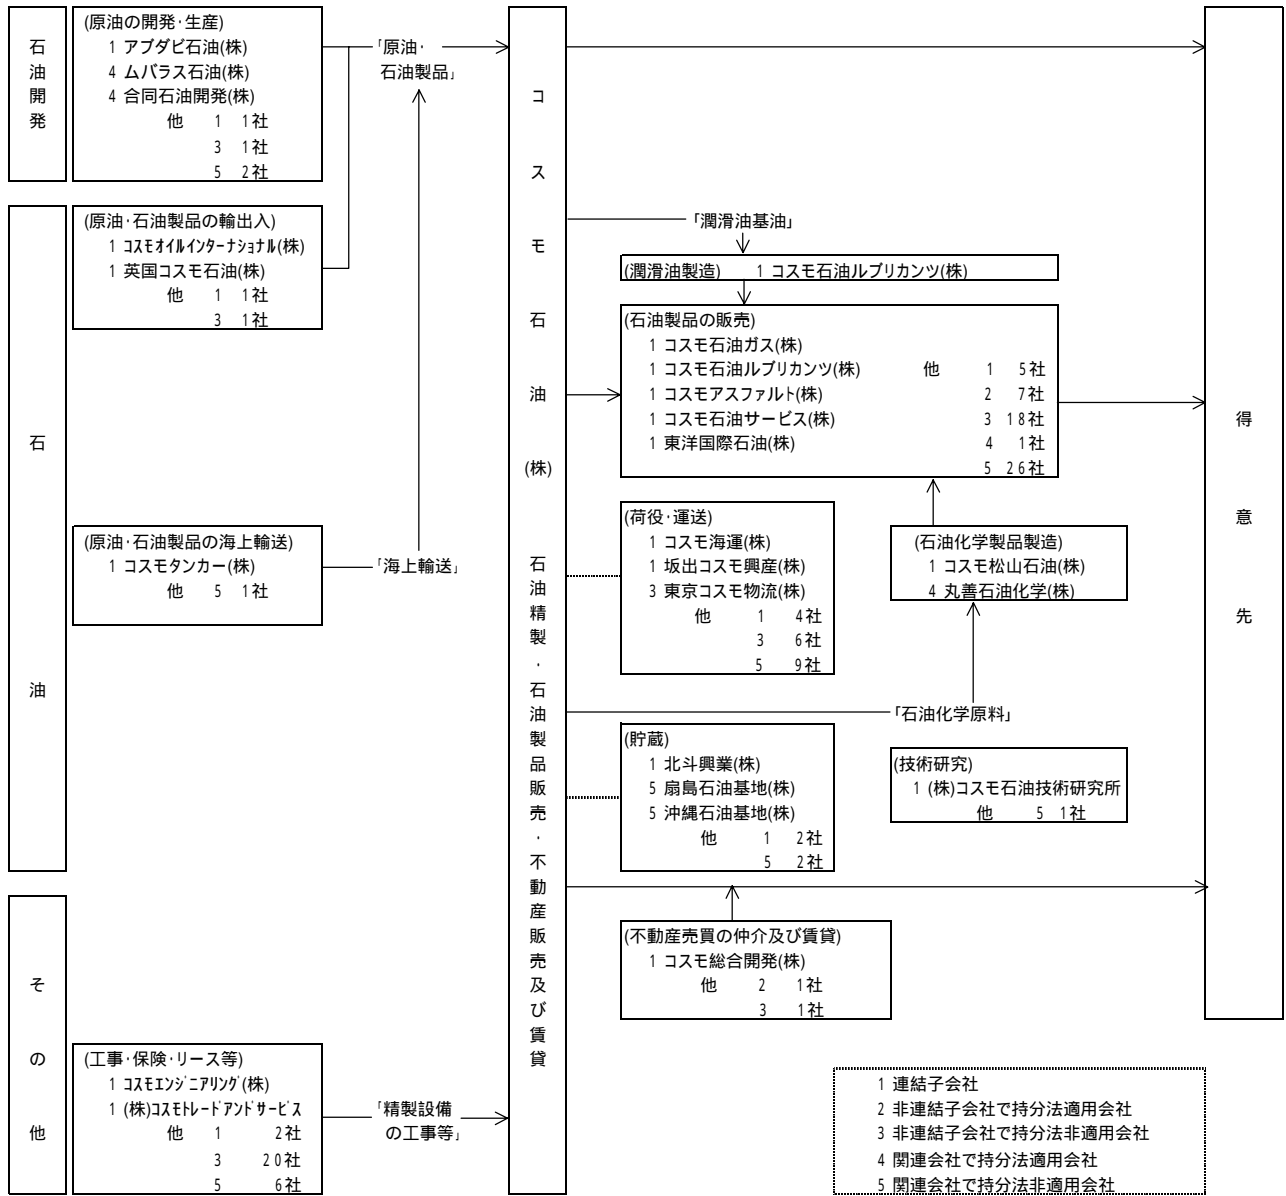 石油開発
(原油の開発・生産)
1 アブダビ石油(株)
4 ムバラス石油(株)
4 合同石油開発(株)
他 1 1社
3 1社
5 2社
「原油・
石油製品」
石油
(原油・石油製品の輸出入)
1 コスモオイルインターナショナル(株)
1 英国コスモ石油(株)
他 1 1社
3 1社
(原油・石油製品の海上輸送)
1 コスモタンカー(株)
他 5 1社
「海上輸送」
その他
(工事・保険・リース等)
1 コスモエンジニアリング(株)
1 (株)コスモトレードアンドサービス
他 1 2社
3 20社
5 6社
「精製設備
の工事等」
コスモ石油(株)
石油精製・石油製品販売・不動産販売及び賃貸
「潤滑油基油」
(潤滑油製造) 1 コスモ石油ルブリカンツ(株)
(石油製品の販売)
1 コスモ石油ガス(株)
1 コスモ石油ルブリカンツ(株) 他 1 5社
1 コスモアスファルト(株) 2 7社
1 コスモ石油サービス(株) 3 18社
1 東洋国際石油(株) 4 1社
5 26社
(荷役・運送)
1 コスモ海運(株)
1 坂出コスモ興産(株)
3 東京コスモ物流(株)
他 1 4社
3 6社
5 9社
(石油化学製品製造)
1 コスモ松山石油(株)
4 丸善石油化学(株)
「石油化学原料」
(貯蔵)
1 北斗興業(株)
5 扇島石油基地(株)
5 沖縄石油基地(株)
他 1 2社
5 2社
(技術研究)
1 (株)コスモ石油技術研究所
他 5 1社
(不動産売買の仲介及び賃貸)
1 コスモ総合開発(株)
他 2 1社
3 1社
得意先
1 連結子会社
2 非連結子会社で持分法適用会社
3 非連結子会社で持分法非適用会社
4 関連会社で持分法適用会社
5 関連会社で持分法非適用会社